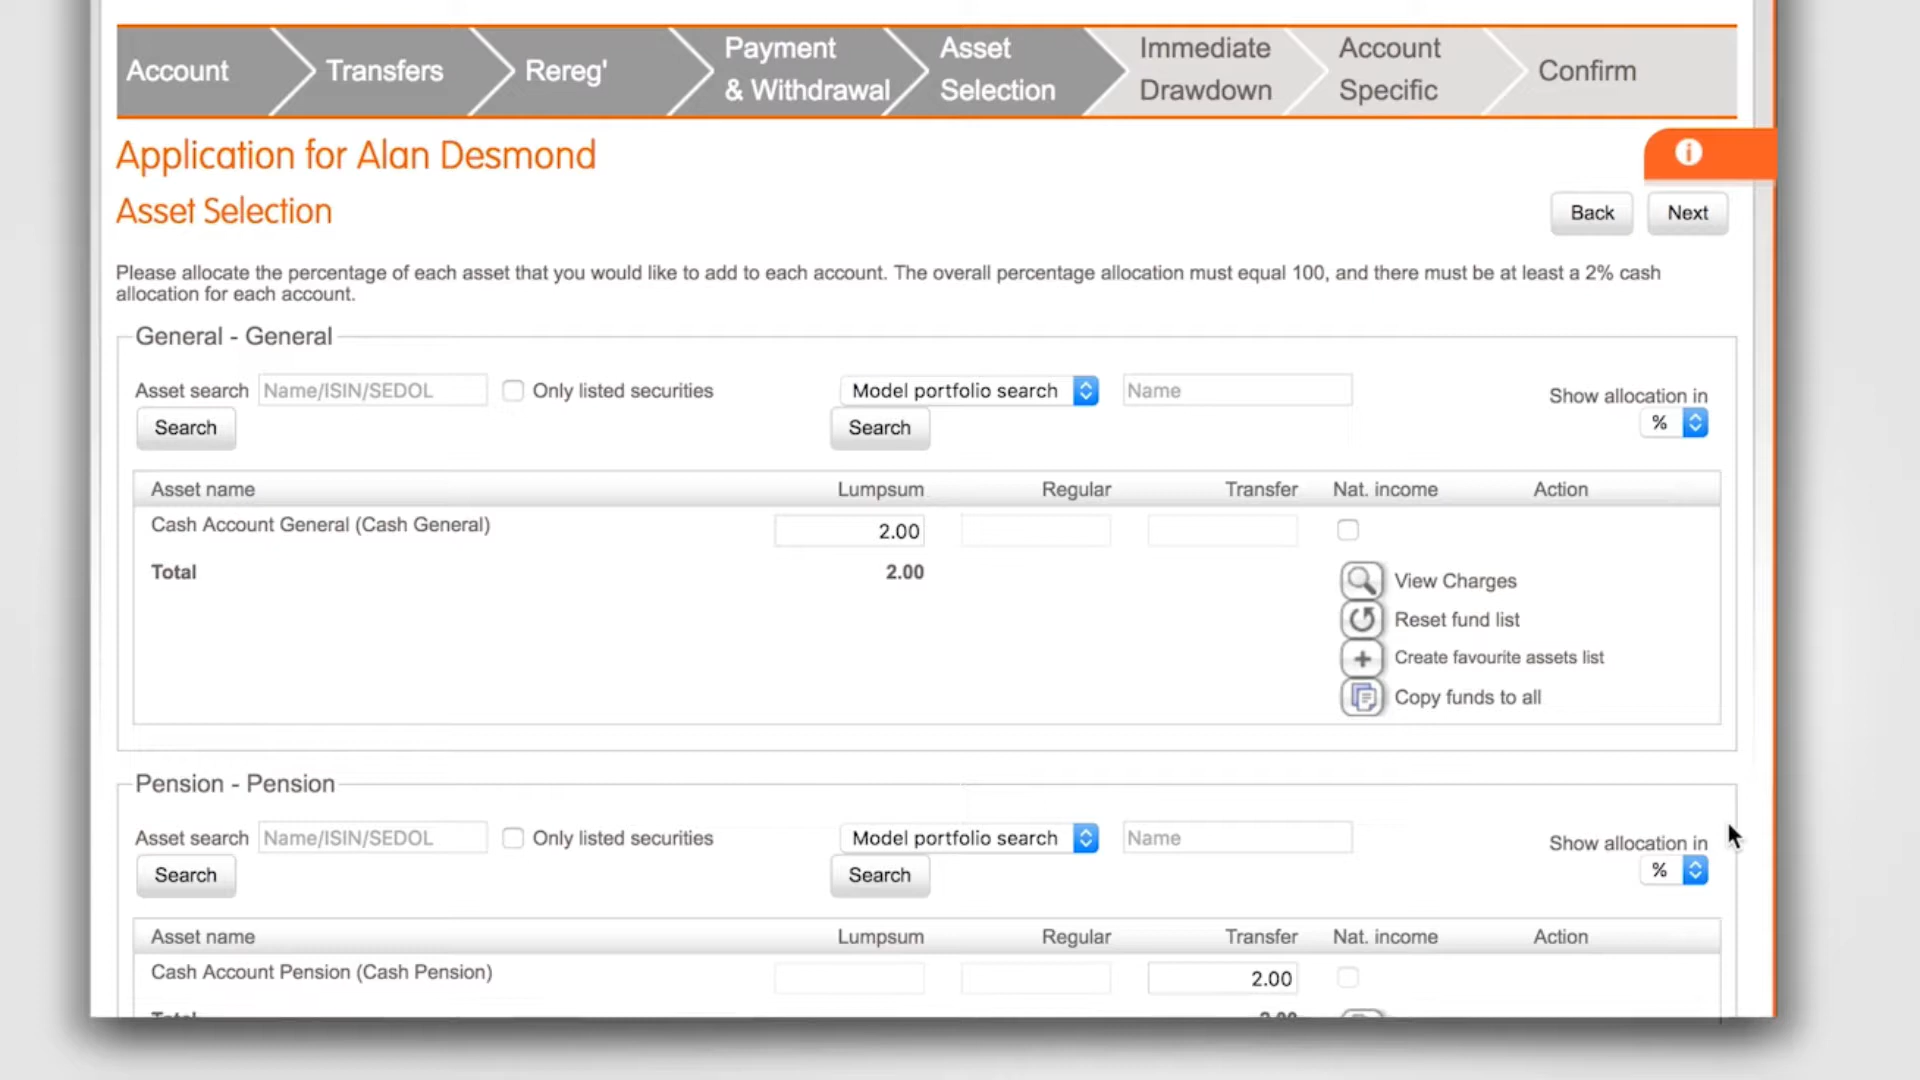 Account
Transfers
Rereg'
Payment
& Withdrawal
Asset
Selection
Immediate
Drawdown
Account
Specific
Confirm
Application for Alan Desmond
Asset Selection
Back
Next
Please allocate the percentage of each asset that you would like to add to each account. The overall percentage allocation must equal 100, and there must be at least a 2% cash
allocation for each account.
General - General
Asset search Name/ISIN/SEDOL Only listed securities Model portfolio search Name Show allocation in
Search Search %
Asset name Lumpsum Regular Transfer Nat. income Action
Cash Account General (Cash General) 2.00
Total 2.00
View Charges
Reset fund list
Create favourite assets list
Copy funds to all
Pension - Pension
Asset search Name/ISIN/SEDOL Only listed securities Model portfolio search Name Show allocation in
Search Search %
Asset name Lumpsum Regular Transfer Nat. income Action
Cash Account Pension (Cash Pension) 2.00